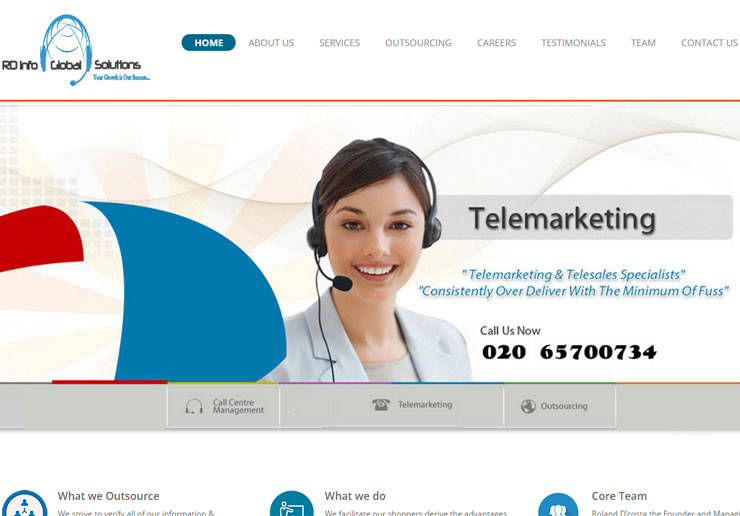 RD Info Global Solutions
Your Growth is Our Success...
HOME ABOUT US SERVICES OUTSOURCING CAREERS TESTIMONIALS TEAM CONTACT US
Telemarketing
" Telemarketing & Telesales Specialists"
"Consistently Over Deliver With The Minimum Of Fuss"
Call Us Now
020 65700734
Call Centre
Management
Telemarketing
Outsourcing
What we Outsource
We strive to verify all of our information &
What we do
We facilitate our shoppers derive the advantages
Core Team
Roland D'costa the Founder and Managi